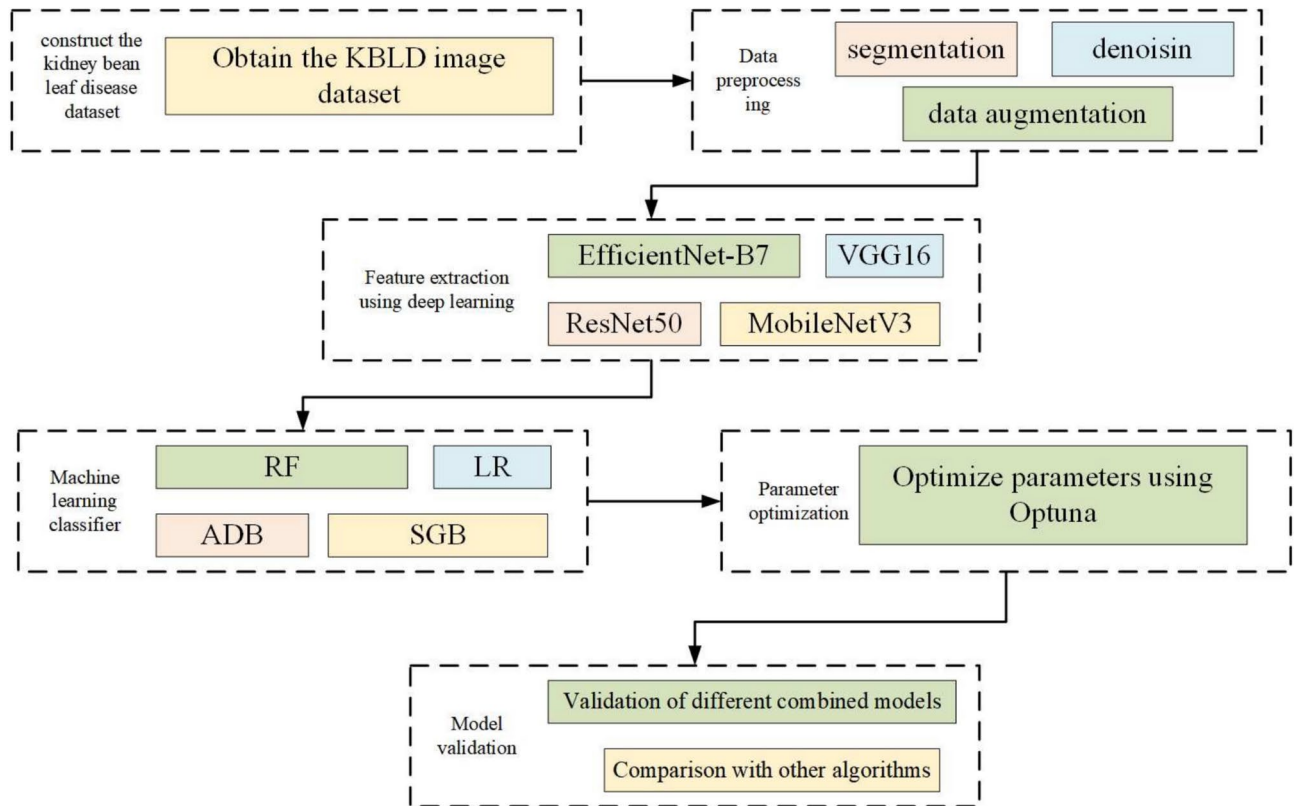 construct the
kidney bean
leaf disease
dataset
Obtain the KBLD image
dataset
Data
preprocess
ing
segmentation
denoisin
data augmentation
Feature extraction
using deep learning
EfficientNet-B7
VGG16
ResNet50
MobileNetV3
Machine
learning
classifier
RF
LR
ADB
SGB
Parameter
optimization
Optimize parameters using
Optuna
Model
validation
Validation of different combined models
Comparison with other algorithms